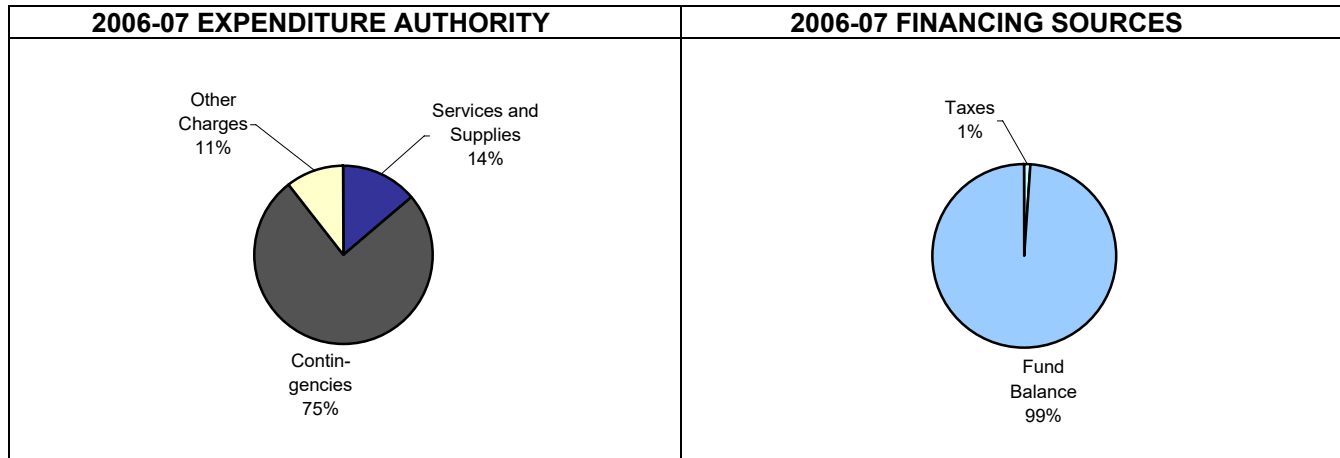 2006-07 EXPENDITURE AUTHORITY
2006-07 FINANCING SOURCES
Other
Charges
11%
Services and
Supplies
14%
Contin-
gencies
75%
Taxes
1%
Fund
Balance
99%